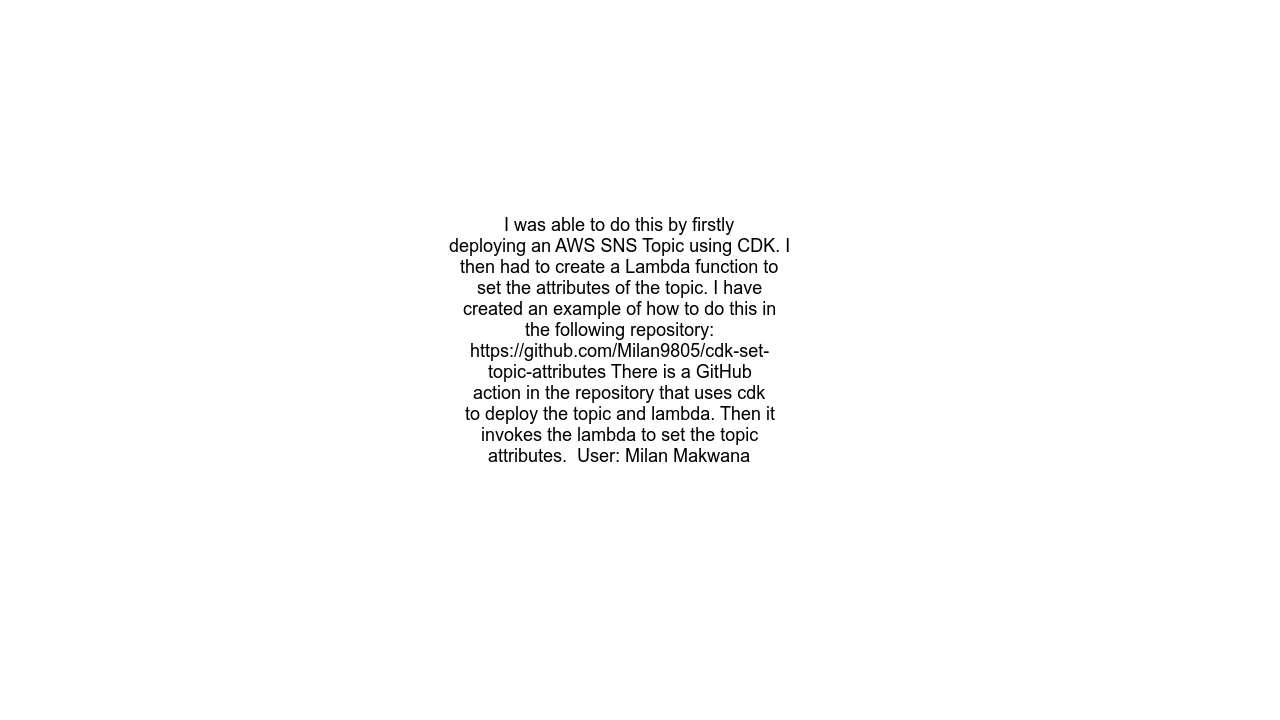 I was able to do this by firstly
deploying an AWS SNS Topic using CDK. I
then had to create a Lambda function to
set the attributes of the topic. I have
created an example of how to do this in
the following repository:
https://github.com/Milan9805/cdk-set-
topic-attributes There is a GitHub
action in the repository that uses cdk
to deploy the topic and lambda. Then it
invokes the lambda to set the topic
attributes.  User: Milan Makwana